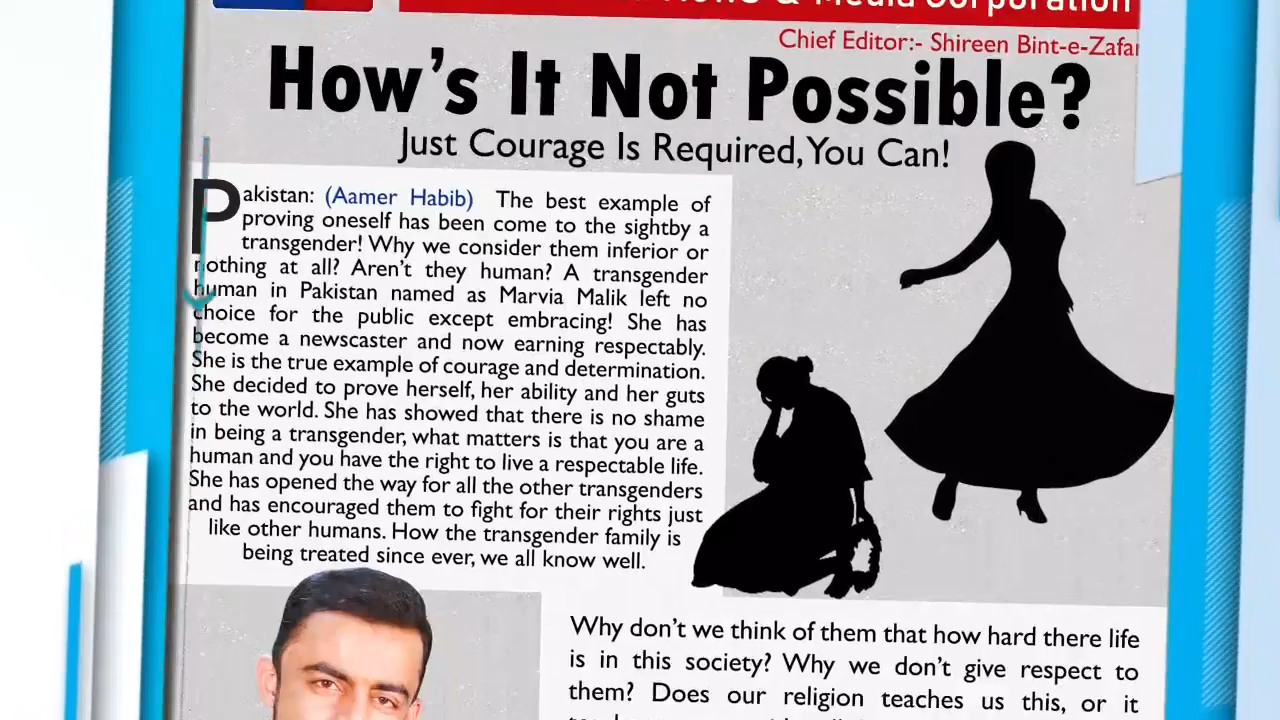 & Media Corporation
Chief Editor:- Shireen Bint-e-Zafar
How's It Not Possible?
Just Courage Is Required, You Can!
Pakistan: (Aamer Habib) The best example of
proving oneself has been come to the sightby a
transgender! Why we consider them inferior or
nothing at all? Aren't they human? A transgender
human in Pakistan named as Marvia Malik left no
choice for the public except embracing! She has
become a newscaster and now earning respectably.
She is the true example of courage and determination.
She decided to prove herself, her ability and her guts
to the world. She has showed that there is no shame
in being a transgender, what matters is that you are a
human and you have the right to live a respectable life.
She has opened the way for all the other transgenders
and has encouraged them to fight for their rights just
like other humans. How the transgender family is
being treated since ever, we all know well.
Why don't we think of them that how hard there life
is in this society? Why we don't give respect to
them? Does our religion teaches us this, or it